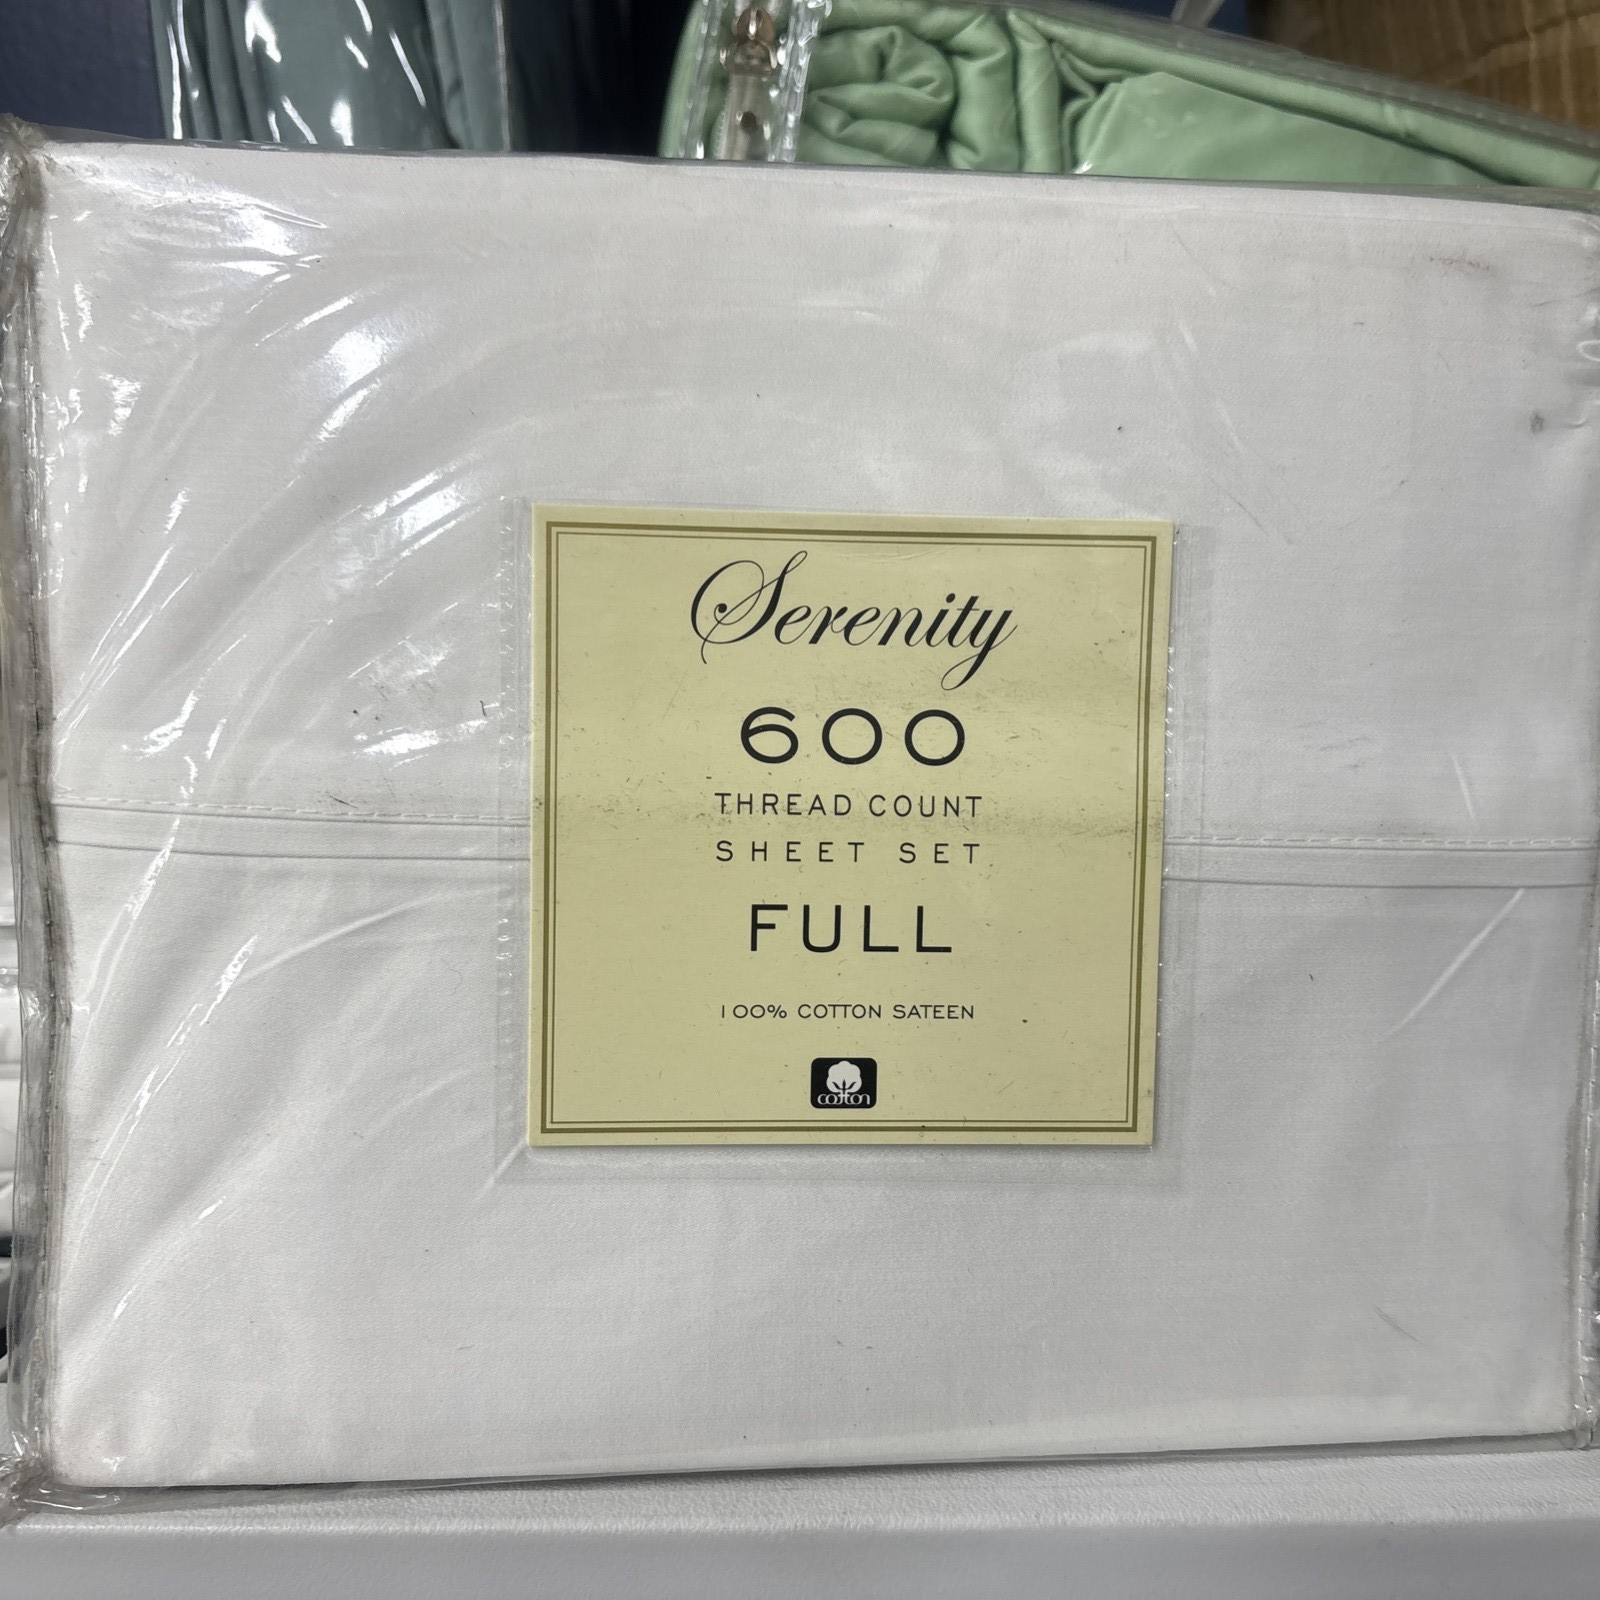 Serenity
600
THREAD COUNT
SHEET SET
FULL
100% COTTON SATEEN
cotton